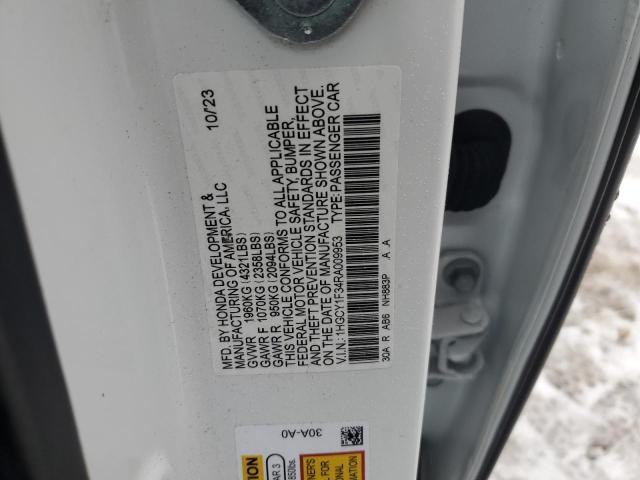 MFD. BY HONDA DEVELOPMENT & 10/23
MANUFACTURING OF AMERICA, LLC
GVWR 1960KG (4321LBS)
GAWR F 1070KG (2358LBS)
GAWR R 950KG (2094LBS)
THIS VEHICLE CONFORMS TO ALL APPLICABLE
FEDERAL MOTOR VEHICLE SAFETY, BUMPER,
AND THEFT PREVENTION STANDARDS IN EFFECT
ON THE DATE OF MANUFACTURE SHOWN ABOVE.
V.I.N.: 1HGCY1F34RA009953 TYPE: PASSENGER CAR
30A R AB6 NH883P A A
30A-A0